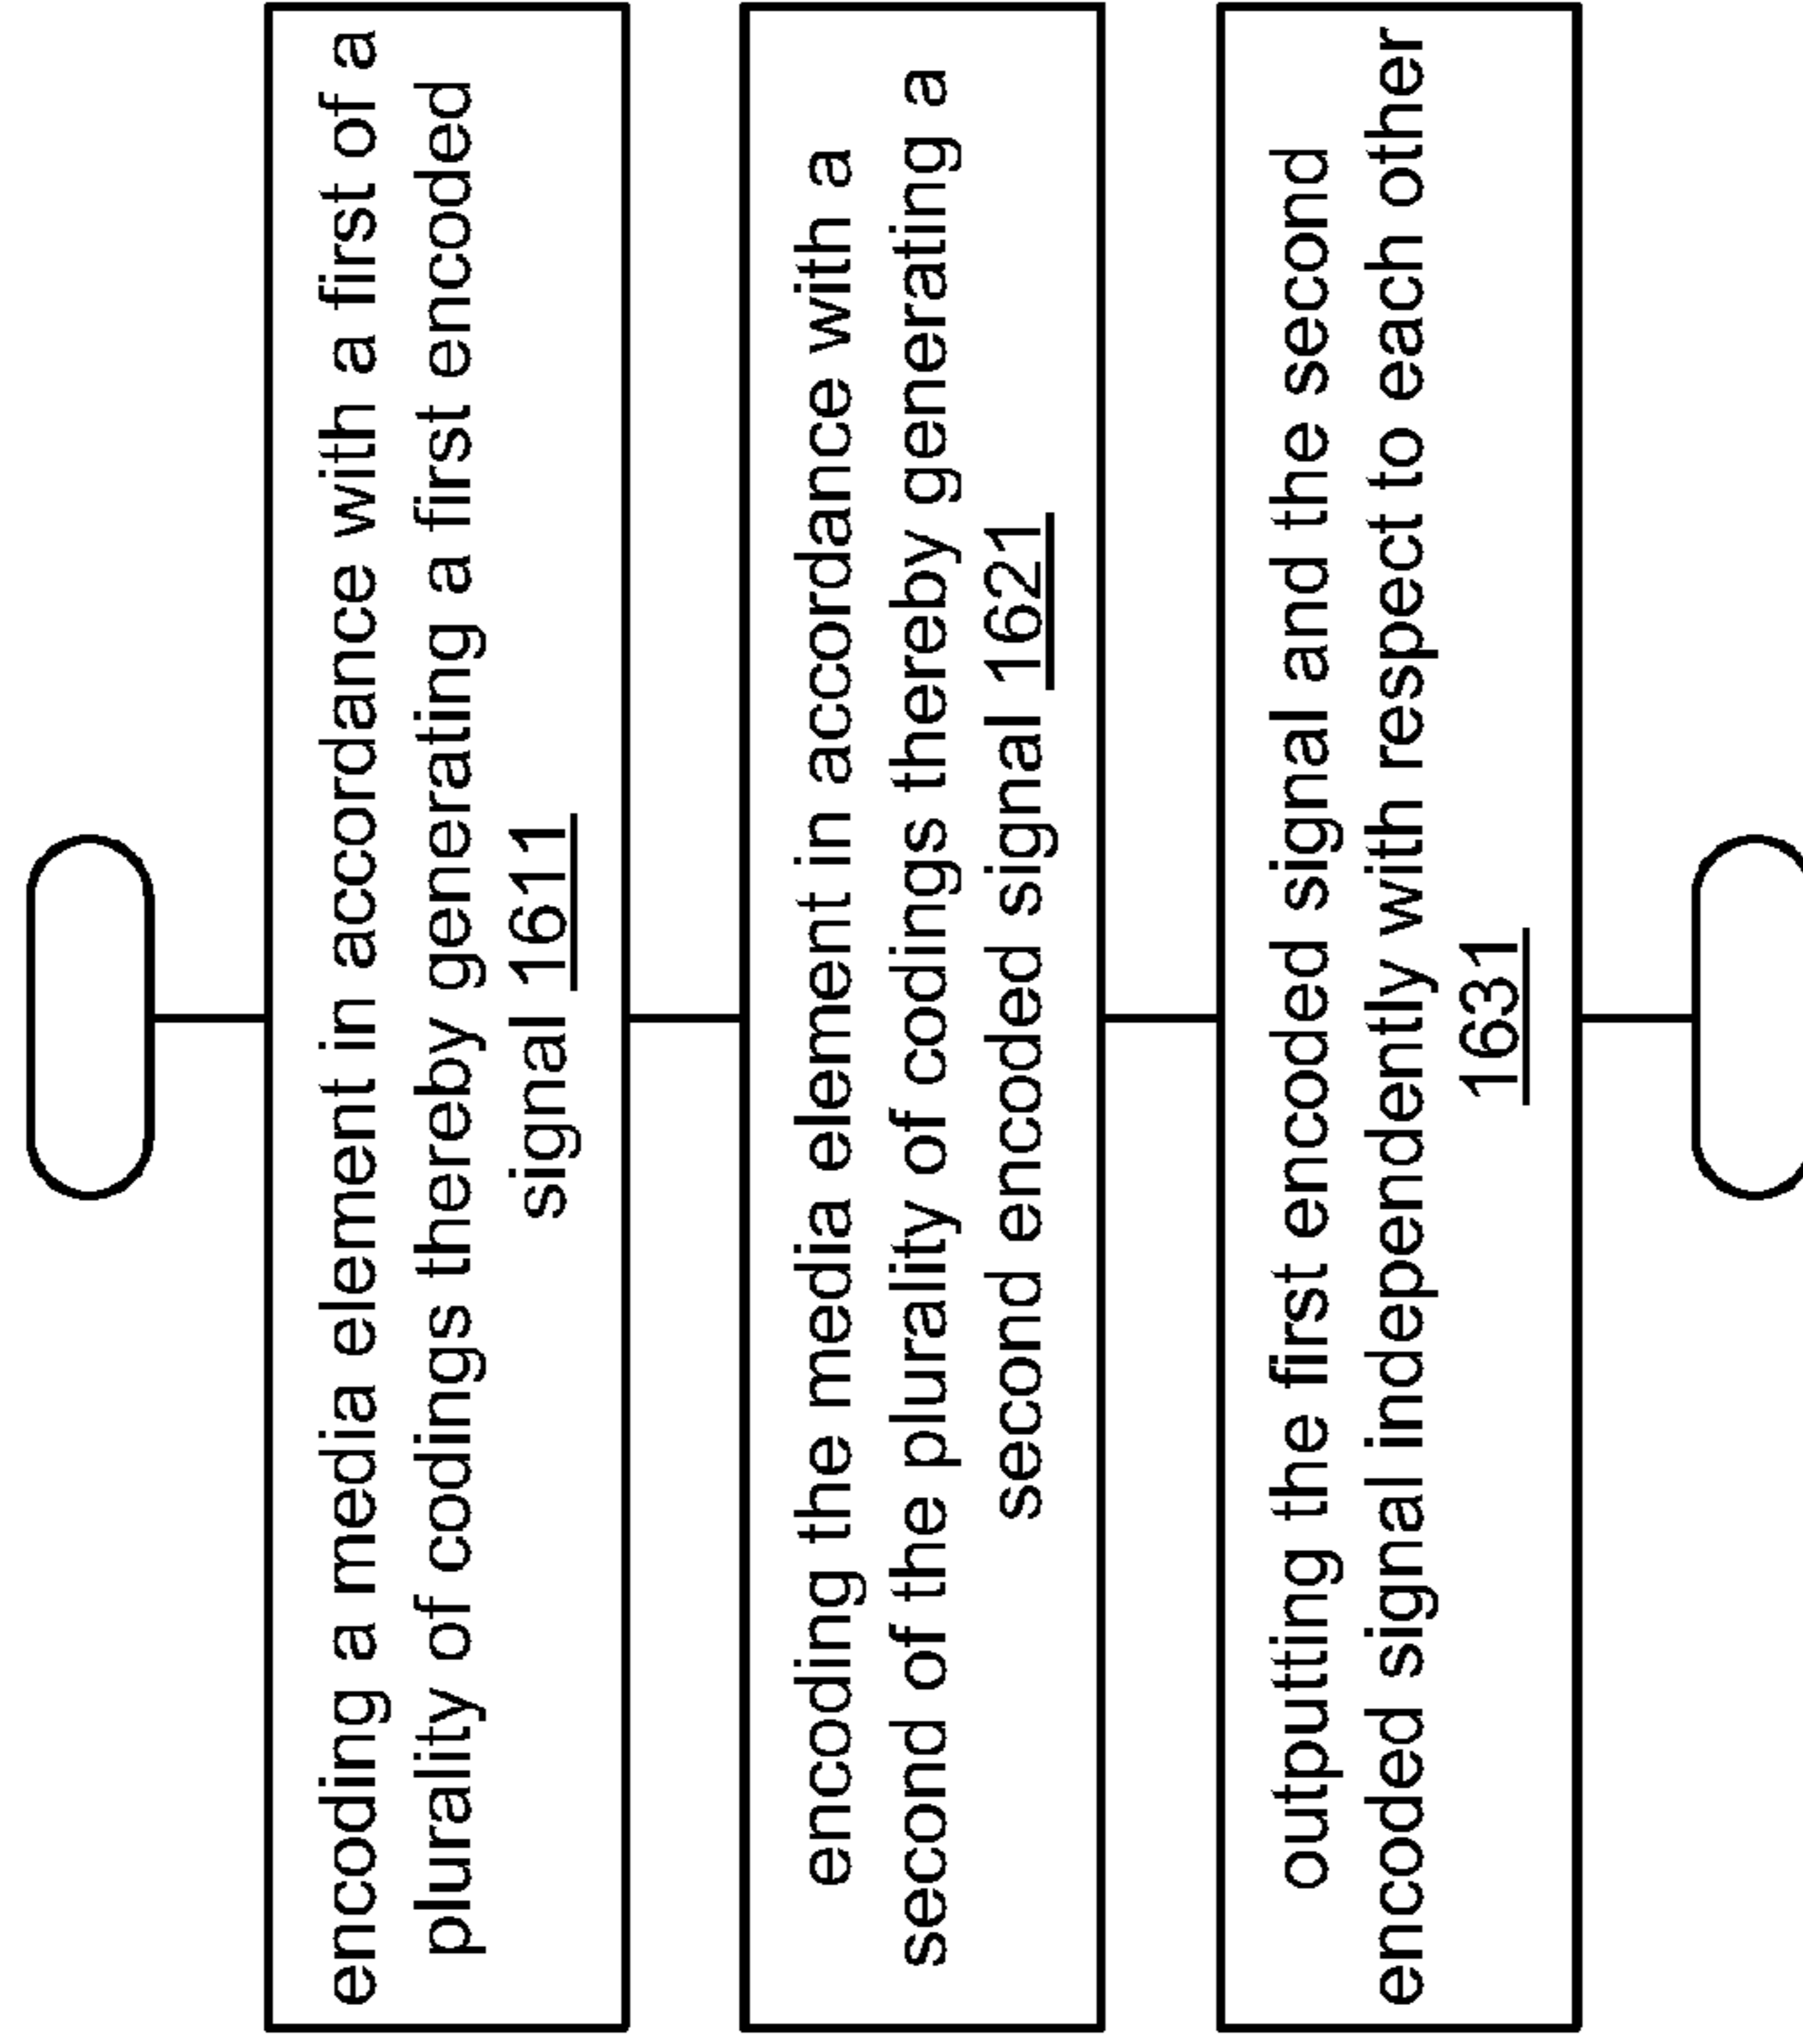 encoding a media element in accordance with a first of a
plurality of codings thereby generating a first encoded
signal 1611
encoding the media element in accordance with a
second of the plurality of codings thereby generating a
second encoded signal 1621
outputting the first encoded signal and the second
encoded signal independently with respect to each other
1631